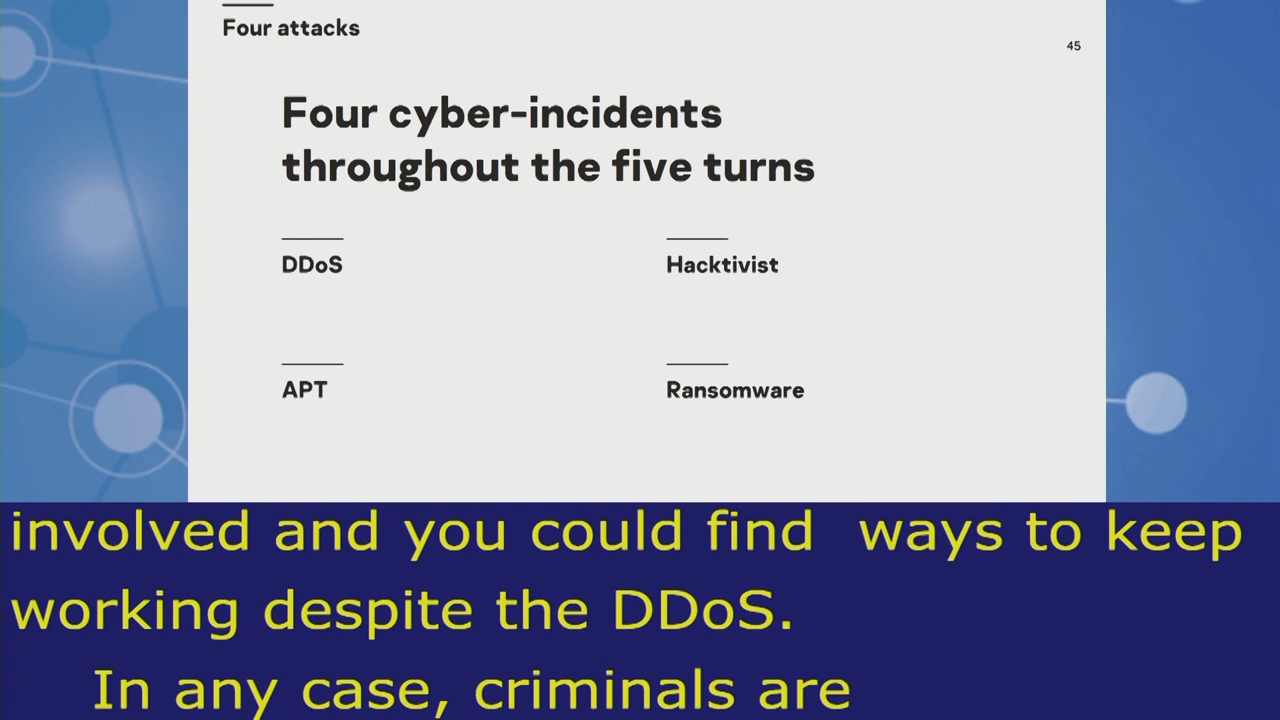 Four attacks
45
Four cyber-incidents
throughout the five turns
DDoS
Hacktivist
APT
Ransomware
involved and you could find  ways to keep
working despite the DDoS.
In any case, criminals are